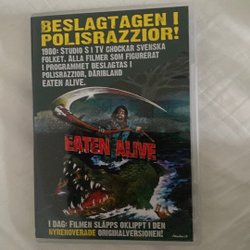 BESLAGTAGEN I
POLISRAZZIOR!
1980: STUDIO S I TV CHOCKAR SVENSKA
FOLKET. ALLA FILMER SOM FIGURERAT
I PROGRAMMET BESLAGTAS I
POLISRAZZIOR, DÄRIBLAND
EATEN ALIVE.
EATEN ALIVE
I DAG: FILMEN SLÄPPS OKLIPPT I DEN
NYRENOVERADE ORIGINALVERSIONEN!